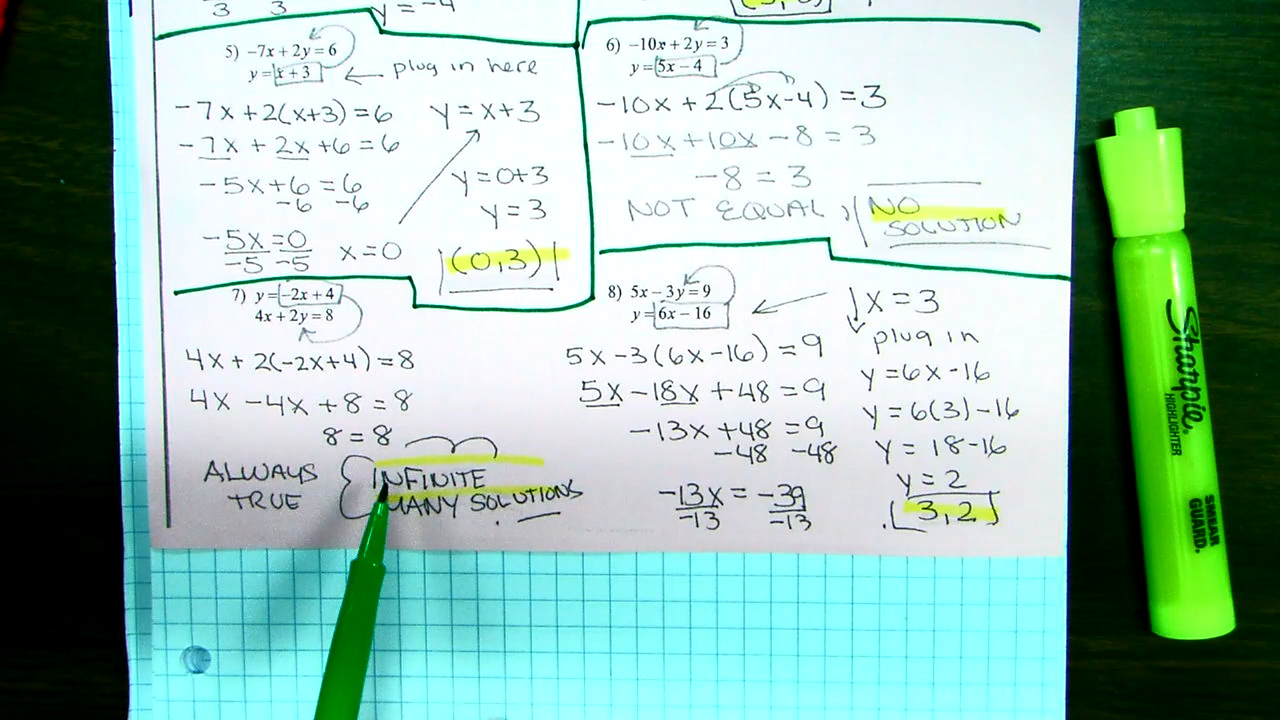 3 3 y = -4
5) -7x + 2y = 6
y = x + 3 ← plug in here
-7x + 2(x+3) = 6
-7x + 2x + 6 = 6
-5x + 6 = 6
-6 -6
-5x = 0
-5 -5
x = 0
y = x + 3
y = 0+3
y = 3
(0,3)
6) -10x + 2y = 3
y = 5x - 4
-10x + 2(5x-4) = 3
-10x + 10x - 8 = 3
-8 = 3
NOT EQUAL,
NO
SOLUTION
7) y = -2x + 4
4x + 2y = 8
4x + 2(-2x+4) = 8
4x - 4x + 8 = 8
8 = 8
ALWAYS
TRUE
INFINITE
MANY SOLUTIONS
8) 5x - 3y = 9
y = 6x - 16
5x - 3(6x-16) = 9
5x - 18x + 48 = 9
-13x + 48 = 9
-48 -48
-13x = -39
-13 -13
x = 3
plug in
y = 6x - 16
y = 6(3) - 16
y = 18-16
y = 2
3,2
Sharpie
HIGHLIGHTER
SMEAR
GUARD.